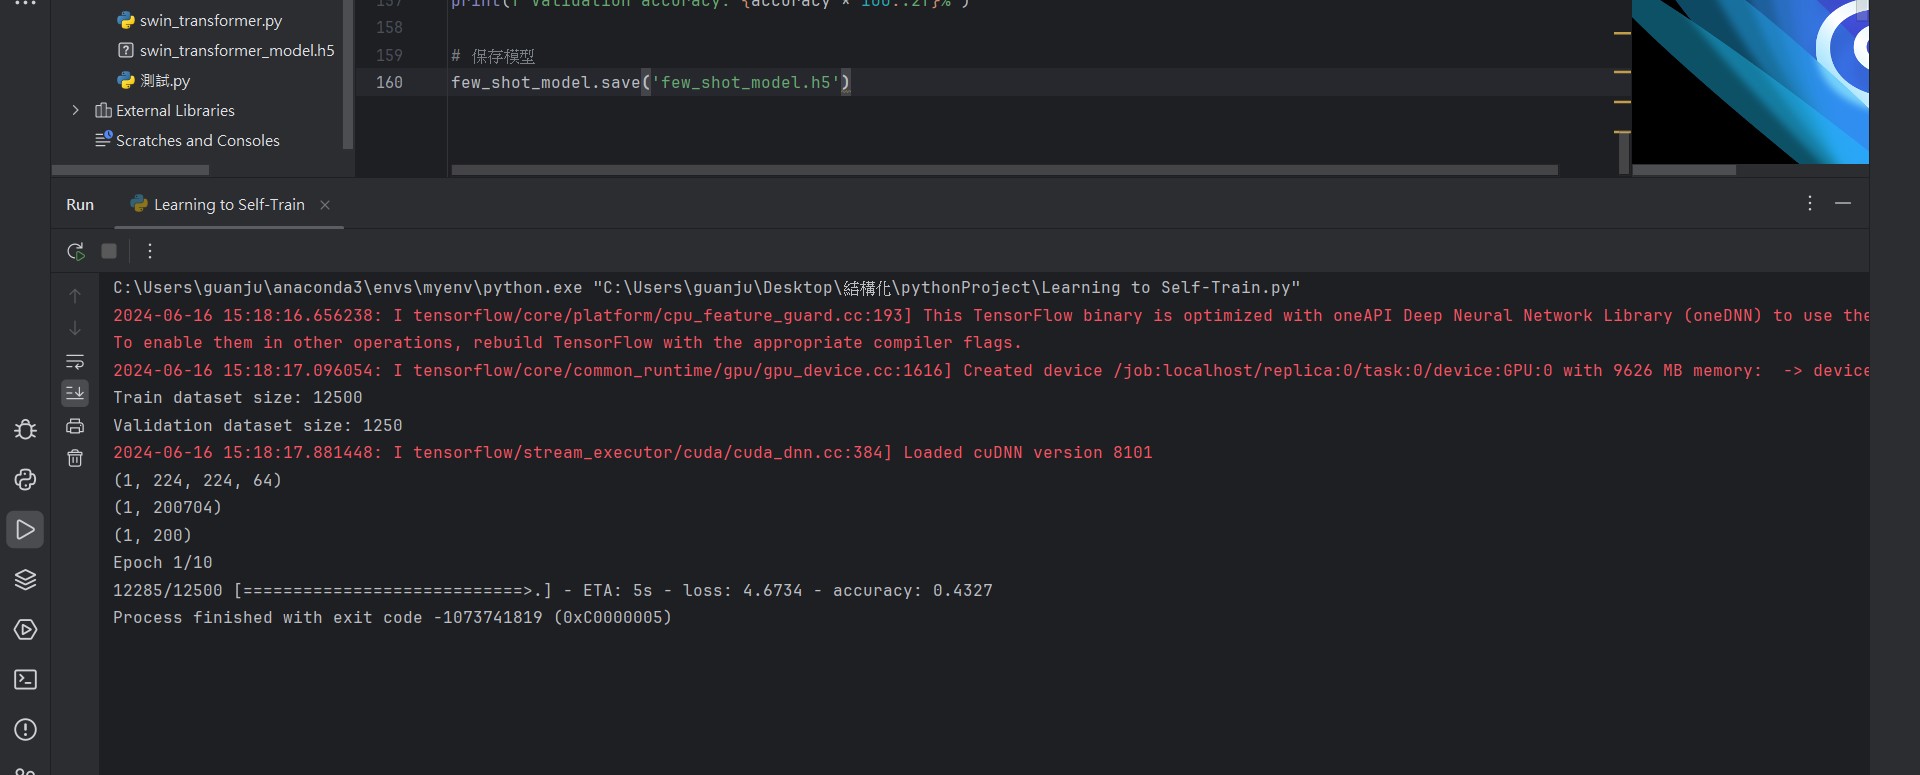 swin_transformer.py
swin_transformer_model.h5
測試.py
External Libraries
Scratches and Consoles
157 print(f'Validation accuracy: {accuracy * 100:.2f}%')
158
159 # 保存模型
160 few_shot_model.save('few_shot_model.h5')
Run Learning to Self-Train
C:\Users\guanju\anaconda3\envs\myenv\python.exe "C:\Users\guanju\Desktop\結構化\pythonProject\Learning to Self-Train.py"
2024-06-16 15:18:16.656238: I tensorflow/core/platform/cpu_feature_guard.cc:193] This TensorFlow binary is optimized with oneAPI Deep Neural Network Library (oneDNN) to use the
To enable them in other operations, rebuild TensorFlow with the appropriate compiler flags.
2024-06-16 15:18:17.096054: I tensorflow/core/common_runtime/gpu/gpu_device.cc:1616] Created device /job:localhost/replica:0/task:0/device:GPU:0 with 9626 MB memory:  -> device
Train dataset size: 12500
Validation dataset size: 1250
2024-06-16 15:18:17.881448: I tensorflow/stream_executor/cuda/cuda_dnn.cc:384] Loaded cuDNN version 8101
(1, 224, 224, 64)
(1, 200704)
(1, 200)
Epoch 1/10
12285/12500 [============================>.] - ETA: 5s - loss: 4.6734 - accuracy: 0.4327
Process finished with exit code -1073741819 (0xC0000005)